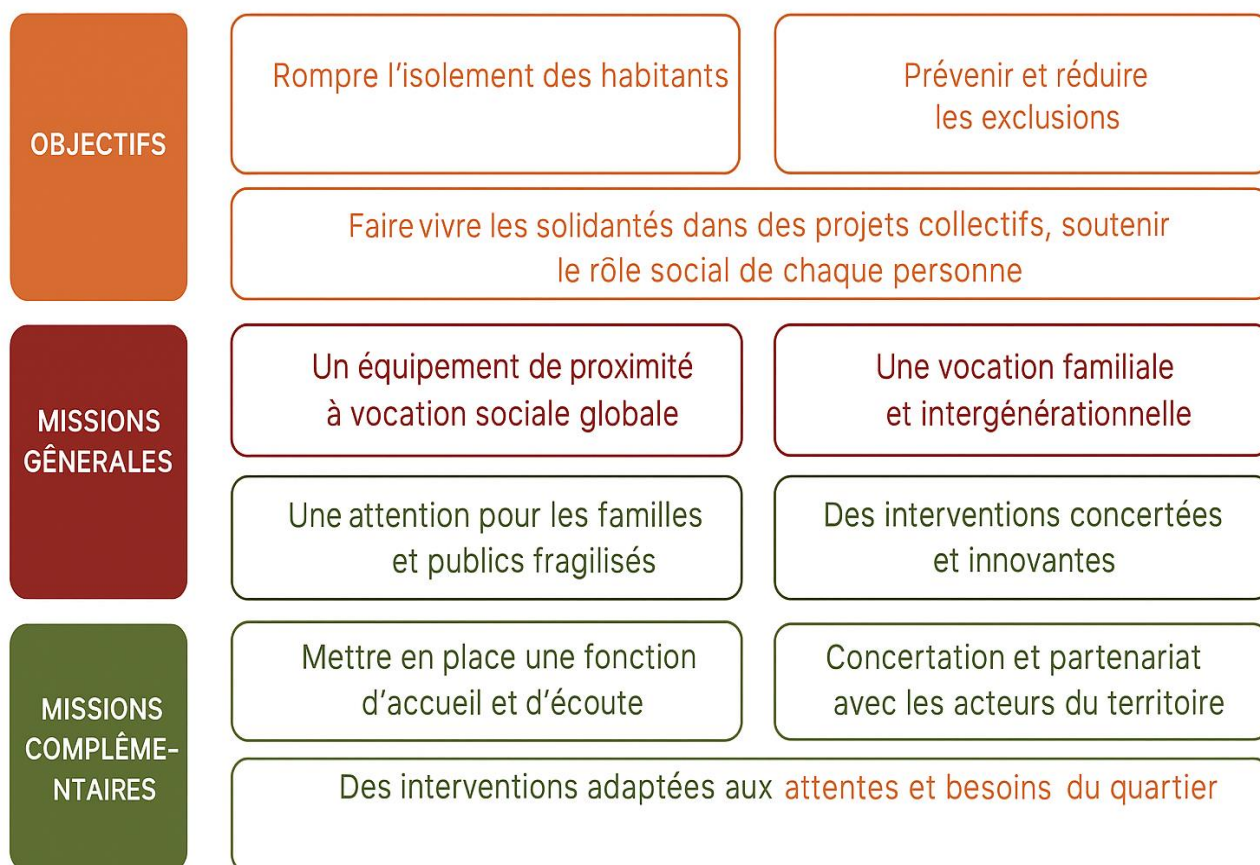 OBJECTIFS
Rompre l'isolement des habitants
Prévenir et réduire
les exclusions
Faire vivre les solidantés dans des projets collectifs, soutenir
le rôle social de chaque personne
MISSIONS
GÊNERALES
Un équipement de proximité
à vocation sociale globale
Une vocation familiale
et intergénérationnelle
Une attention pour les familles
et publics fragilisés
Des interventions concertées
et innovantes
MISSIONS
COMPLÊME-
NTAIRES
Mettre en place une fonction
d'accueil et d'écoute
Concertation et partenariat
avec les acteurs du territoire
Des interventions adaptées aux attentes et besoins du quartier